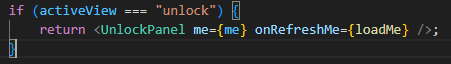 if (activeView === "unlock") {
    return <UnlockPanel me={me} onRefreshMe={loadMe} />;
}